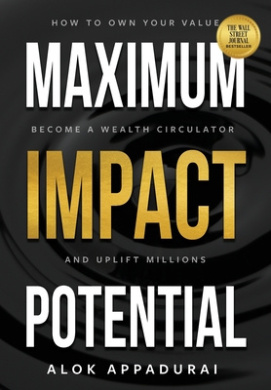 HOW TO OWN YOUR VALUE
THE WALL
STREET
JOURNAL
BESTSELLER
MAXIMUM
BECOME A WEALTH CIRCULATOR
IMPACT
AND UPLIFT MILLIONS
POTENTIAL
ALOK APPADURAI